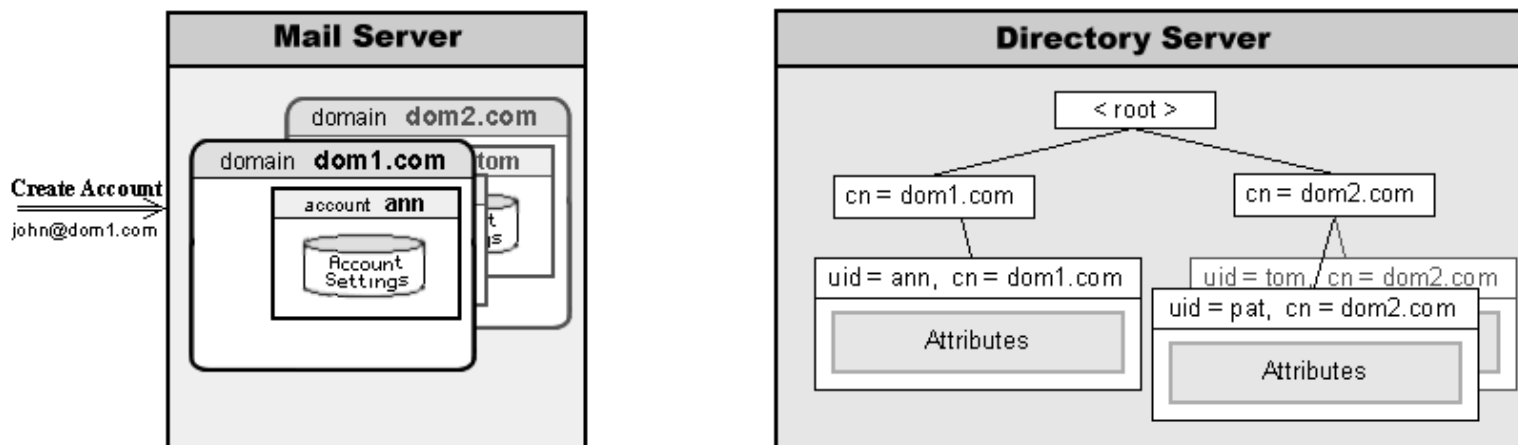 Mail Server
domain dom2.com
domain dom1.com
tom
Create Account
john@dom1.com
account ann
Account
Settings
Directory Server
< root >
cn = dom1.com
cn = dom2.com
uid = ann, cn = dom1.com
Attributes
uid = tom, cn = dom2.com
uid = pat, cn = dom2.com
Attributes